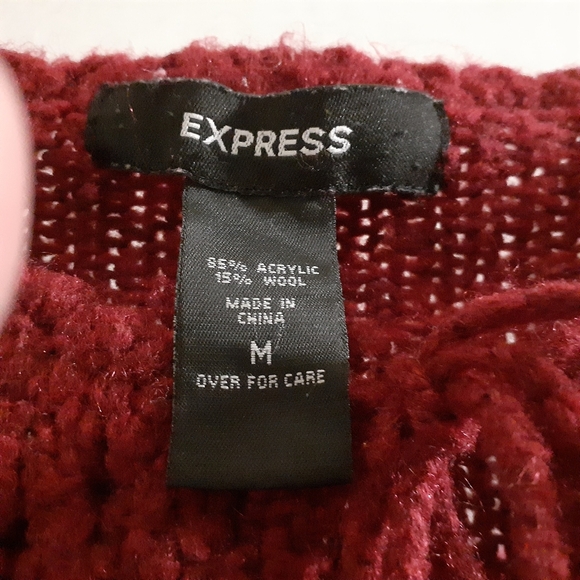 EXPRESS
85% ACRYLIC
15% WOOL
MADE IN
CHINA
M
OVER FOR CARE